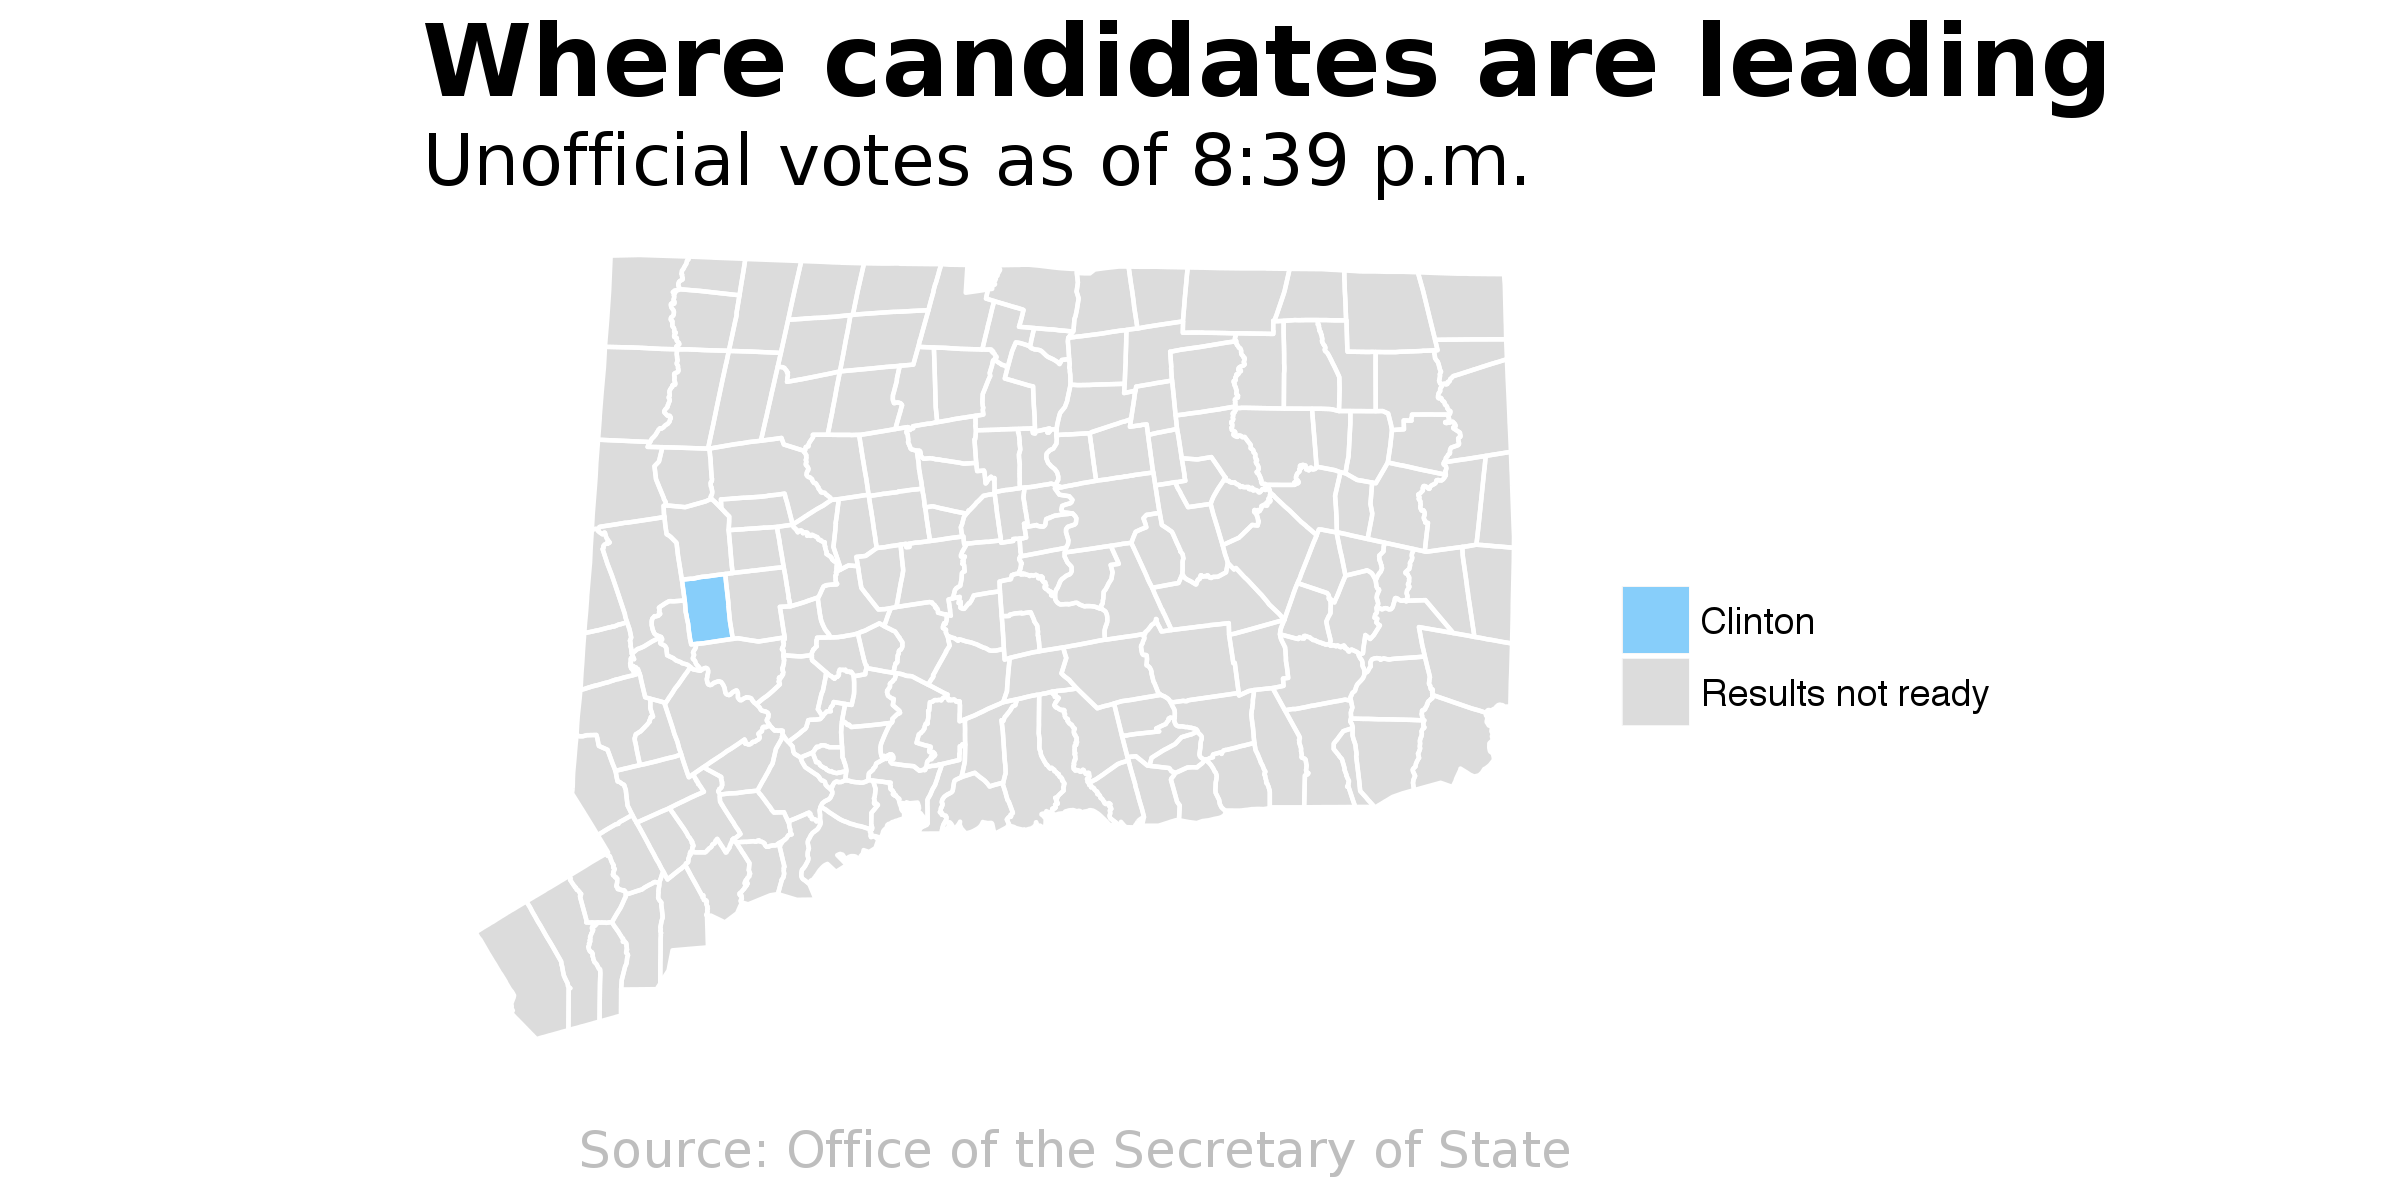 Where candidates are leading
Unofficial votes as of 8:39 p.m.
Clinton
Results not ready
Source: Office of the Secretary of State